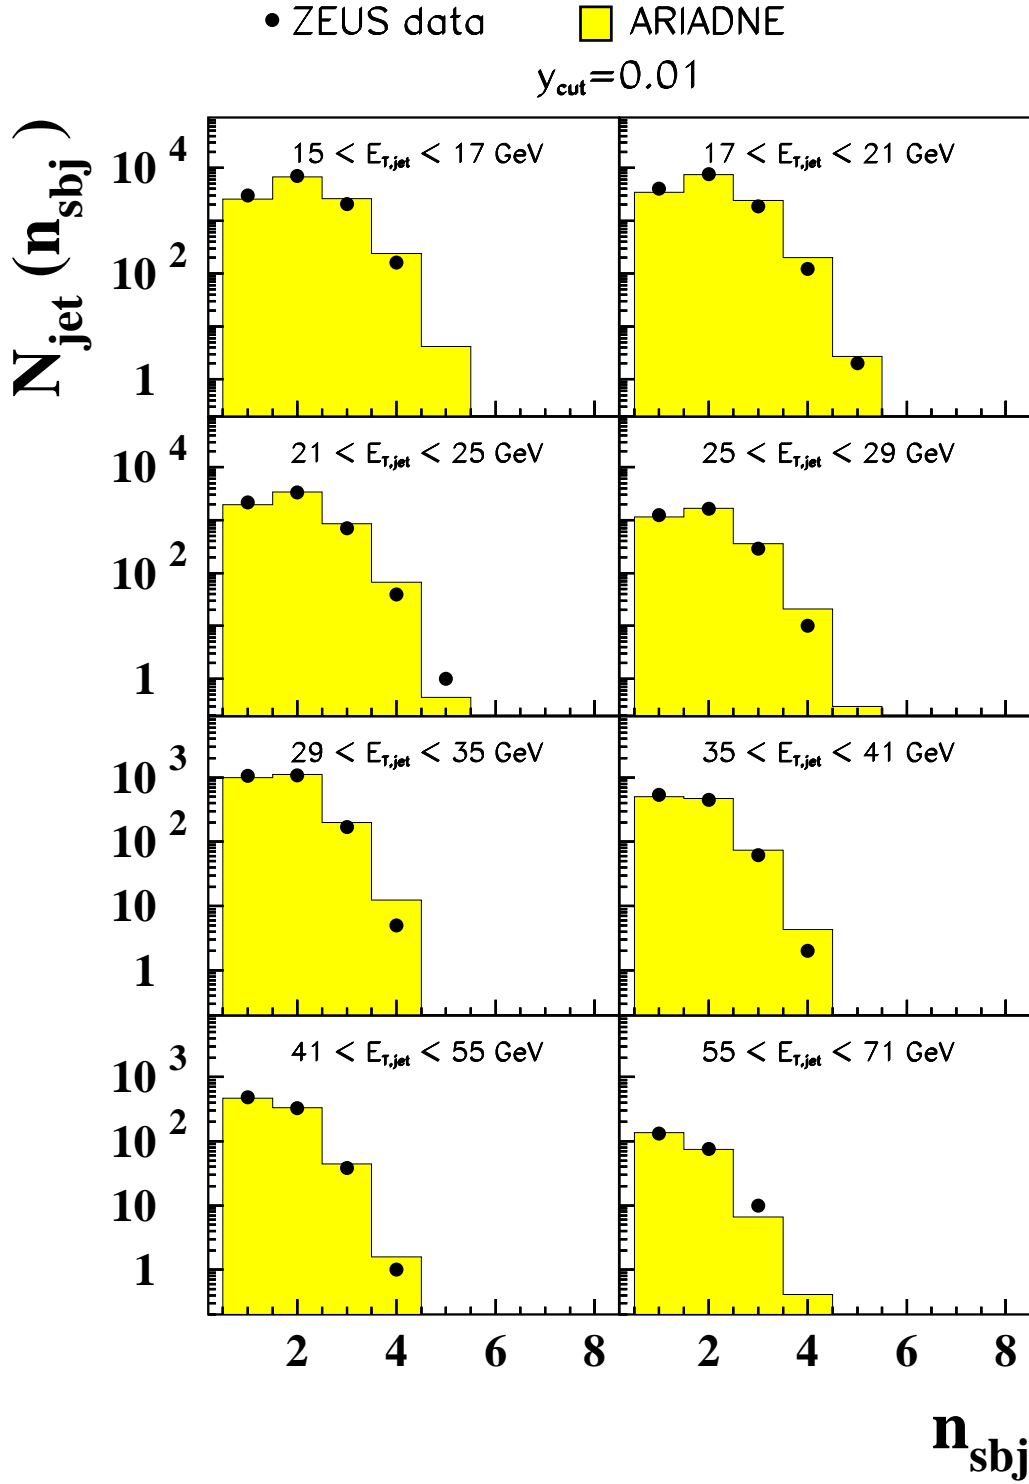 ZEUS data ARIADNE
y_cut=0.01
N_jet (n_sbj)
15 < E_T,jet < 17 GeV 17 < E_T,jet < 21 GeV
10^4
10^2
1
21 < E_T,jet < 25 GeV 25 < E_T,jet < 29 GeV
10^4
10^2
1
29 < E_T,jet < 35 GeV 35 < E_T,jet < 41 GeV
10^3
10^2
10
1
41 < E_T,jet < 55 GeV 55 < E_T,jet < 71 GeV
10^3
10^2
10
1
2 4 6 8 2 4 6 8
n_sbj